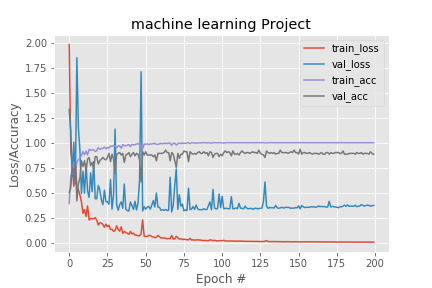 machine learning Project
2.00
1.75
1.50
1.25
1.00
0.75
0.50
0.25
0.00
Loss/Accuracy
train_loss
val_loss
train_acc
val_acc
0 25 50 75 100 125 150 175 200
Epoch #